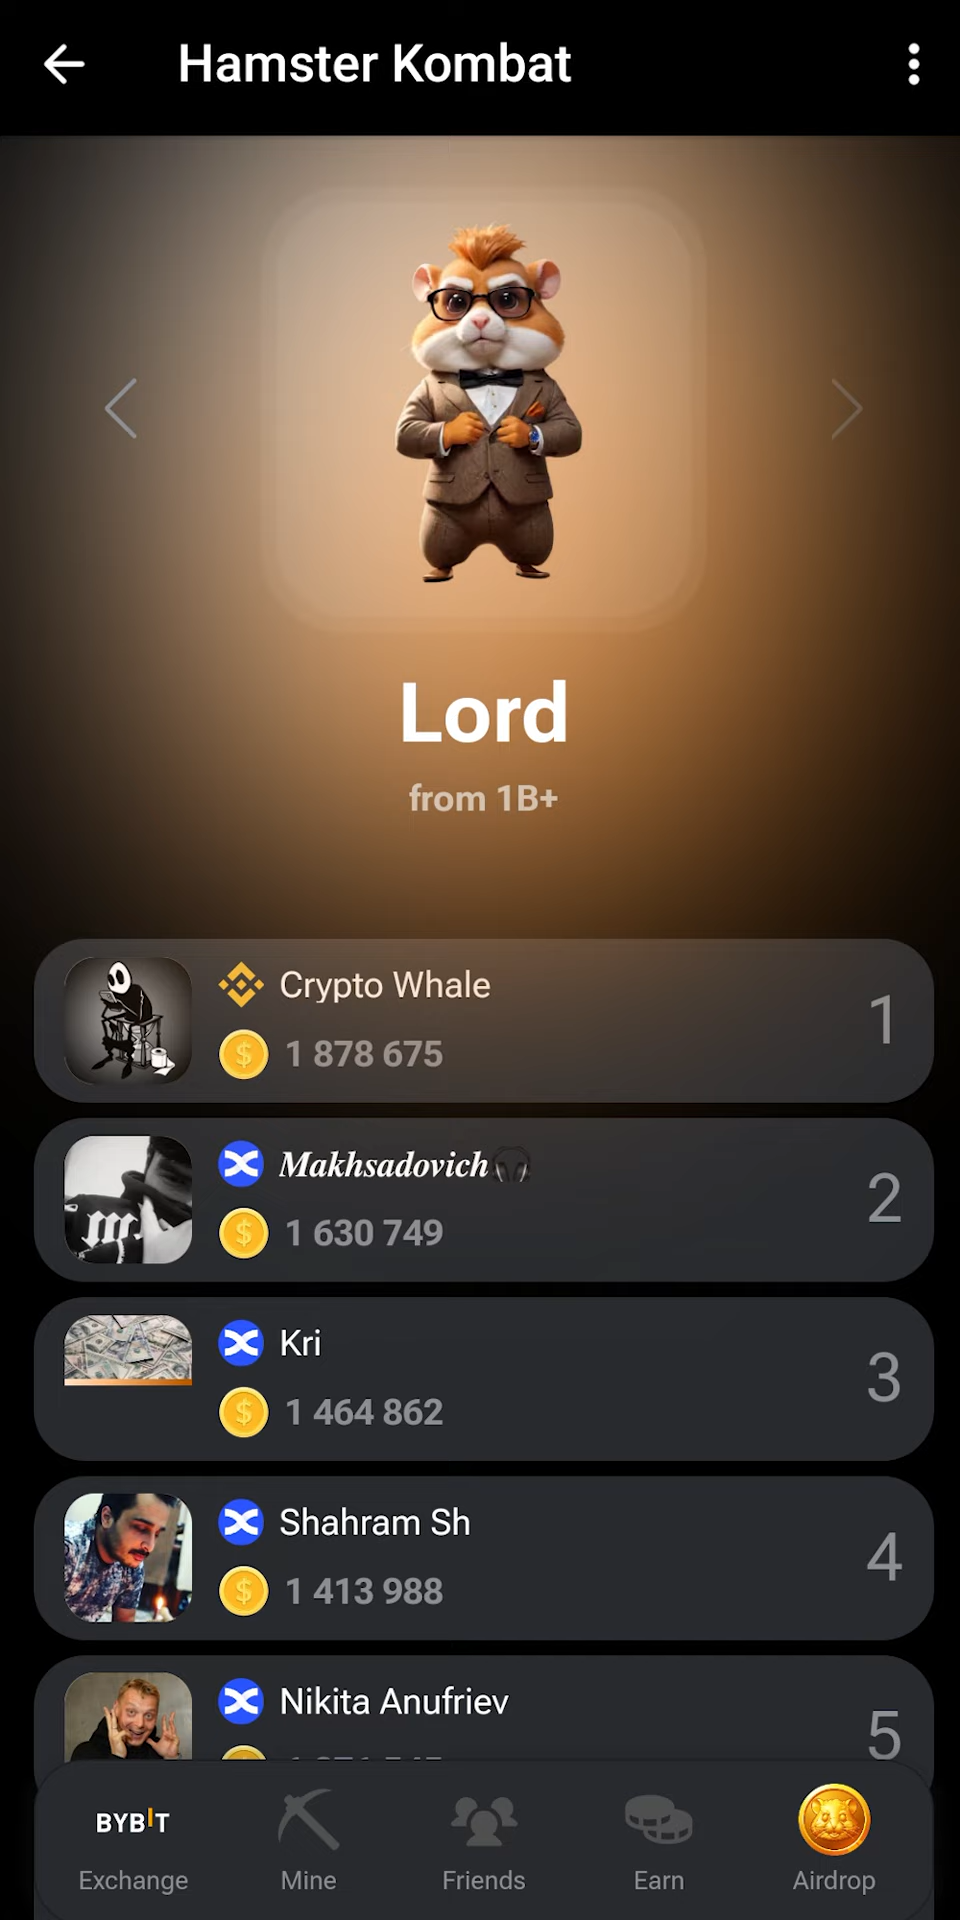 Hamster Kombat
Lord
from 1B+
Crypto Whale
1 878 675
1
Makhsadovich🎧
1 630 749
2
Kri
1 464 862
3
Shahram Sh
1 413 988
4
Nikita Anufriev
5
BYBIT
Exchange
Mine
Friends
Earn
Airdrop